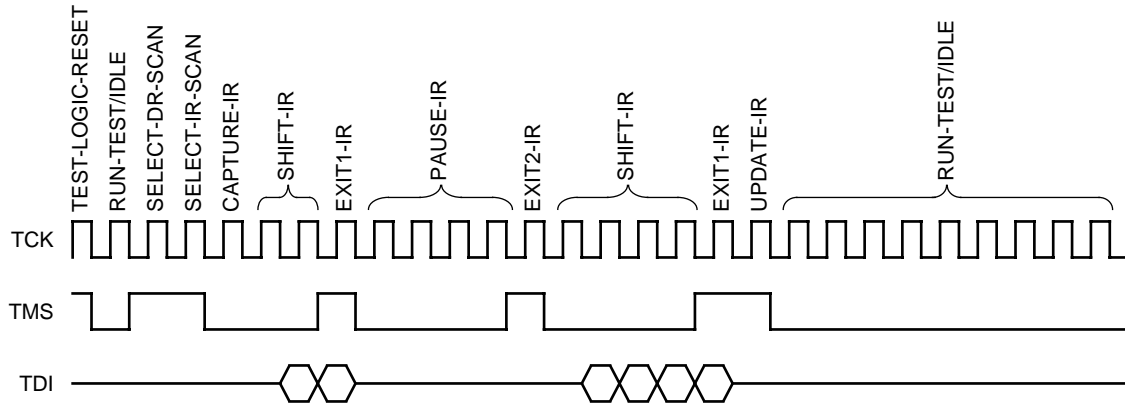 TEST-LOGIC-RESET
RUN-TEST/IDLE
SELECT-DR-SCAN
SELECT-IR-SCAN
CAPTURE-IR
SHIFT-IR
EXIT1-IR
PAUSE-IR
EXIT2-IR
SHIFT-IR
EXIT1-IR
UPDATE-IR
RUN-TEST/IDLE
TCK
TMS
TDI